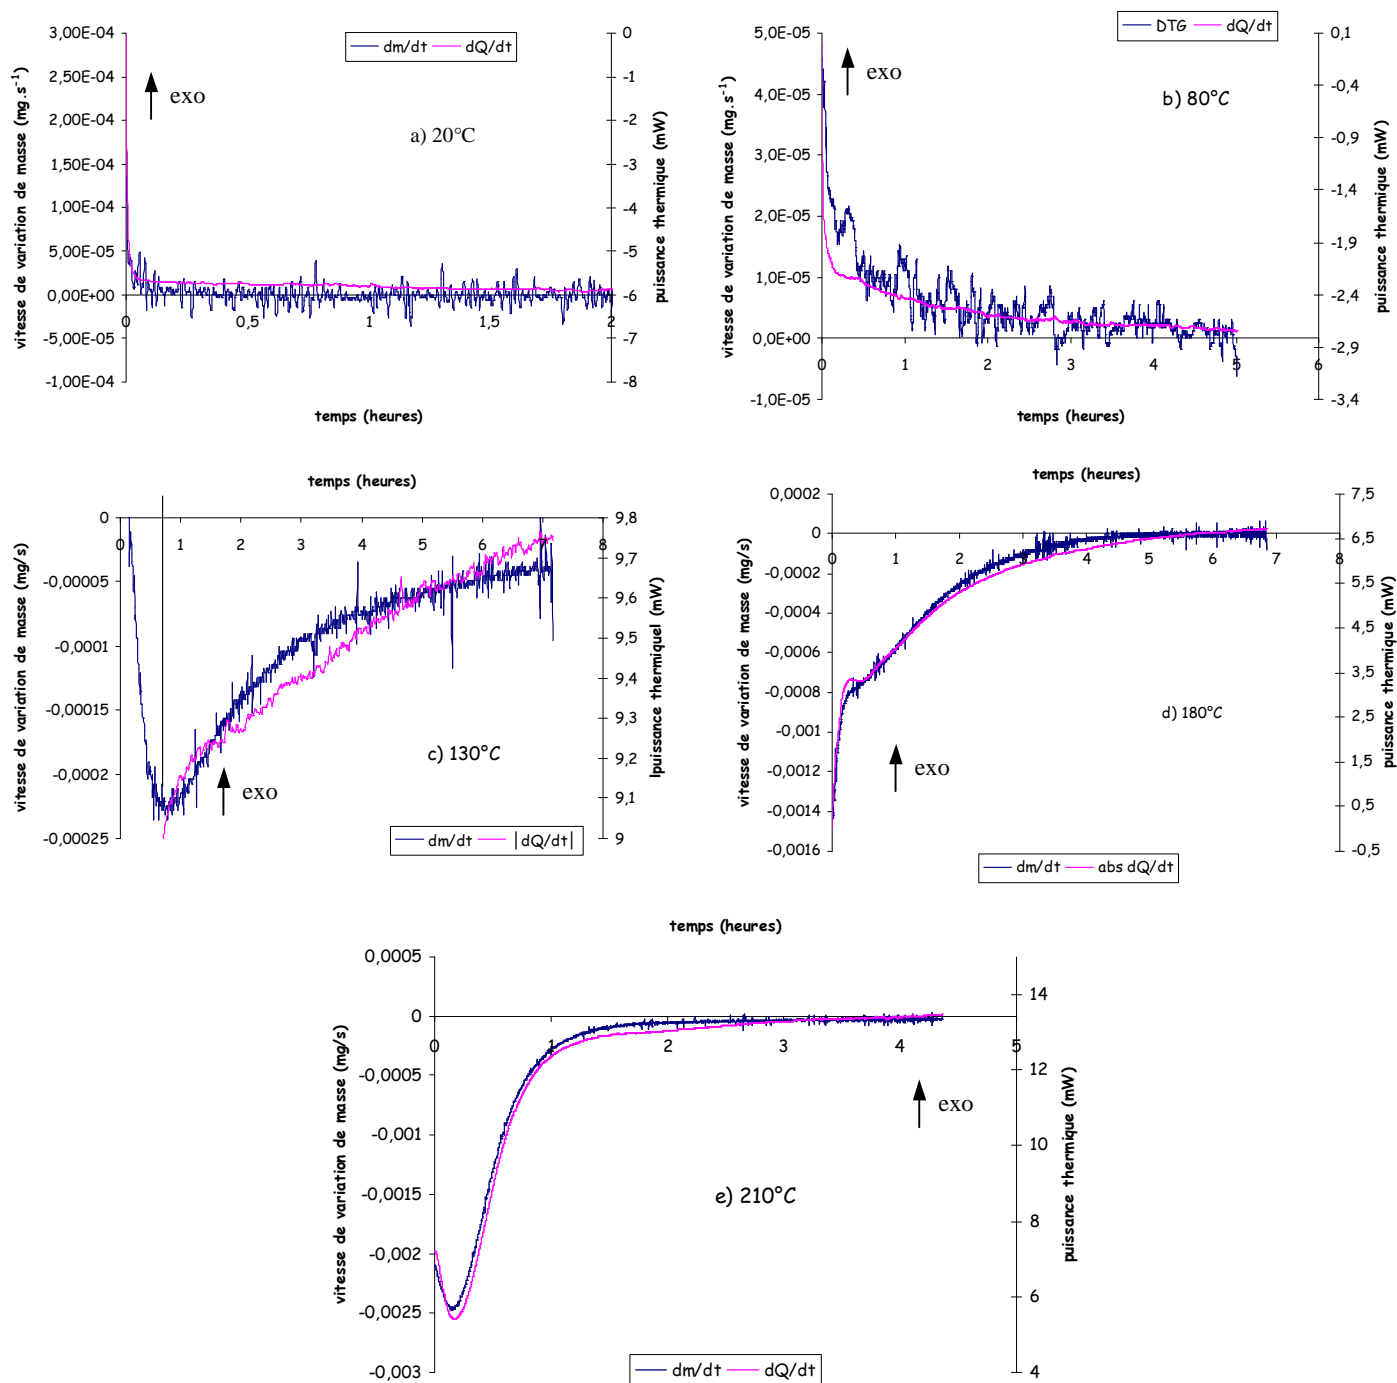 dm/dt dQ/dt
3,00E-04
2,50E-04
2,00E-04
1,50E-04
1,00E-04
5,00E-05
0,00E+00
-5,00E-05
-1,00E-04
vitesse de variation de masse (mg.s-1)
exo
a) 20°C
0 0,5 1 1,5 2
0
-1
-2
-3
-4
-5
-6
-7
-8
puissance thermique (mW)
temps (heures)
DTG dQ/dt
5,0E-05
4,0E-05
3,0E-05
2,0E-05
1,0E-05
0,0E+00
-1,0E-05
vitesse de variation de masse (mg.s-1)
exo
b) 80°C
0 1 2 3 4 5 6
0,1
-0,4
-0,9
-1,4
-1,9
-2,4
-2,9
-3,4
puissance thermique (mW)
temps (heures)
temps (heures)
0
-0,00005
-0,0001
-0,00015
-0,0002
-0,00025
vitesse de variation de masse (mg/s)
0 1 2 3 4 5 6 7 8
9,8
9,7
9,6
9,5
9,4
9,3
9,2
9,1
9
|puissance thermique| (mW)
c) 130°C
exo
dm/dt |dQ/dt|
temps (heures)
0,0002
0
-0,0002
-0,0004
-0,0006
-0,0008
-0,001
-0,0012
-0,0014
-0,0016
vitesse de variation de masse (mg/s)
0 1 2 3 4 5 6 7 8
7,5
6,5
5,5
4,5
3,5
2,5
1,5
0,5
-0,5
puissance thermique (mW)
d) 180°C
exo
dm/dt abs dQ/dt
temps (heures)
0,0005
0
-0,0005
-0,001
-0,0015
-0,002
-0,0025
-0,003
vitesse de variation de masse (mg/s)
0 1 2 3 4 5
14
12
10
8
6
4
puissance thermique (mW)
exo
e) 210°C
dm/dt dQ/dt